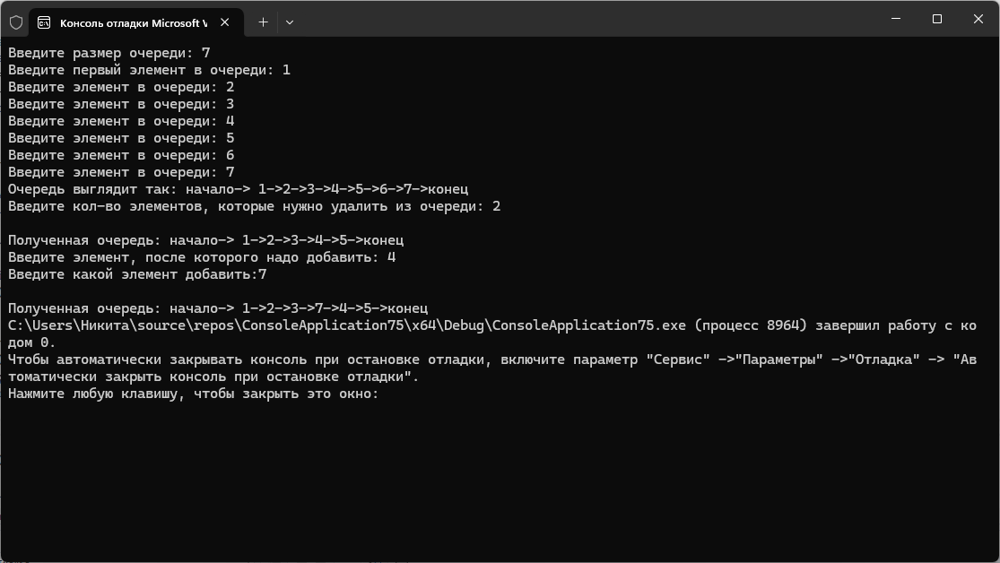 Консоль отладки Microsoft V
Введите размер очереди: 7
Введите первый элемент в очереди: 1
Введите элемент в очереди: 2
Введите элемент в очереди: 3
Введите элемент в очереди: 4
Введите элемент в очереди: 5
Введите элемент в очереди: 6
Введите элемент в очереди: 7
Очередь выглядит так: начало-> 1->2->3->4->5->6->7->конец
Введите кол-во элементов, которые нужно удалить из очереди: 2
Полученная очередь: начало-> 1->2->3->4->5->конец
Введите элемент, после которого надо добавить: 4
Введите какой элемент добавить:7
Полученная очередь: начало-> 1->2->3->7->4->5->конец
C:\Users\Никита\source\repos\ConsoleApplication75\x64\Debug\ConsoleApplication75.exe (процесс 8964) завершил работу с ко
дом 0.
Чтобы автоматически закрывать консоль при остановке отладки, включите параметр "Сервис" ->"Параметры" ->"Отладка" -> "Ав
томатически закрыть консоль при остановке отладки".
Нажмите любую клавишу, чтобы закрыть это окно: